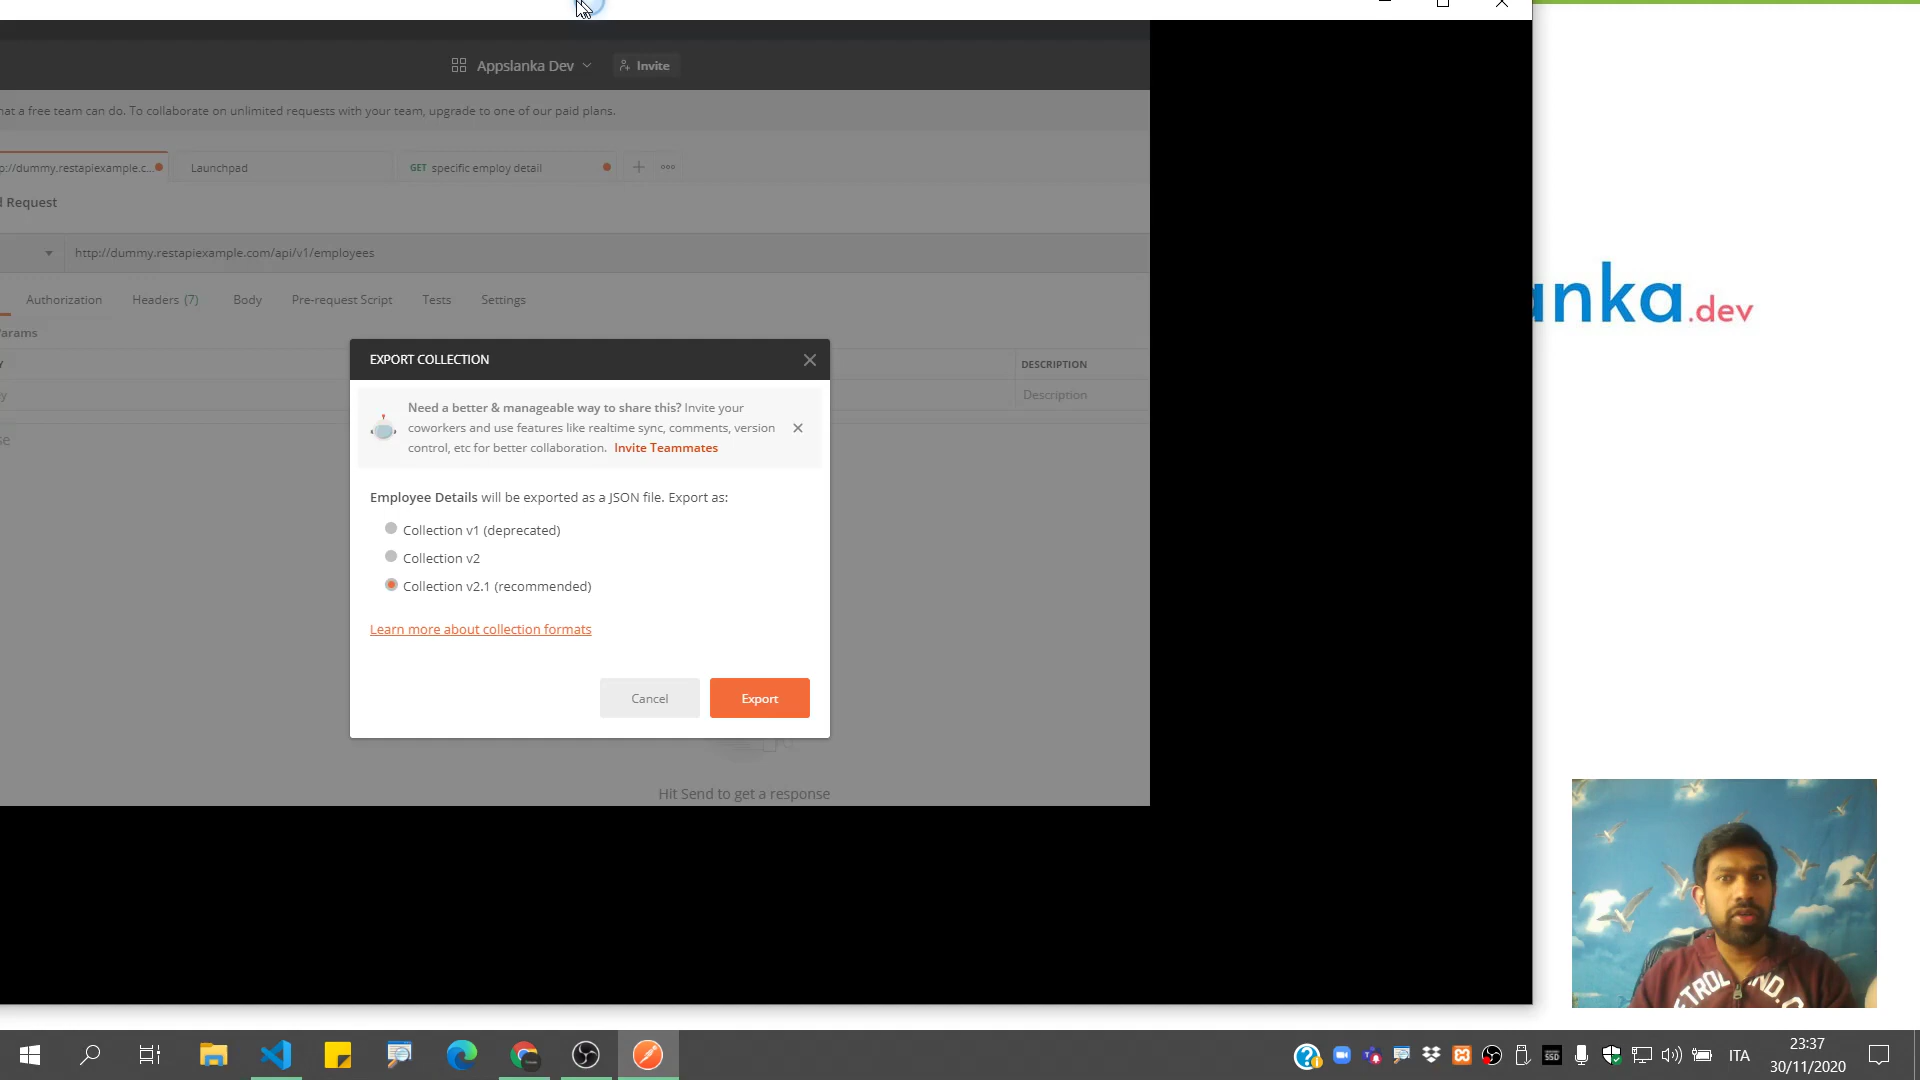 Appslanka Dev
Invite
hat a free team can do. To collaborate on unlimited requests with your team, upgrade to one of our paid plans.
p://dummy.restapiexample.c...
Launchpad
GET specific employ detail
d Request
http://dummy.restapiexample.com/api/v1/employees
Authorization
Headers (7)
Body
Pre-request Script
Tests
Settings
arams
DESCRIPTION
Description
EXPORT COLLECTION
Need a better & manageable way to share this? Invite your
coworkers and use features like realtime sync, comments, version
control, etc for better collaboration. Invite Teammates
Employee Details will be exported as a JSON file. Export as:
Collection v1 (deprecated)
Collection v2
Collection v2.1 (recommended)
Learn more about collection formats
Cancel
Export
Hit Send to get a response
anka.dev
ITA
23:37
30/11/2020